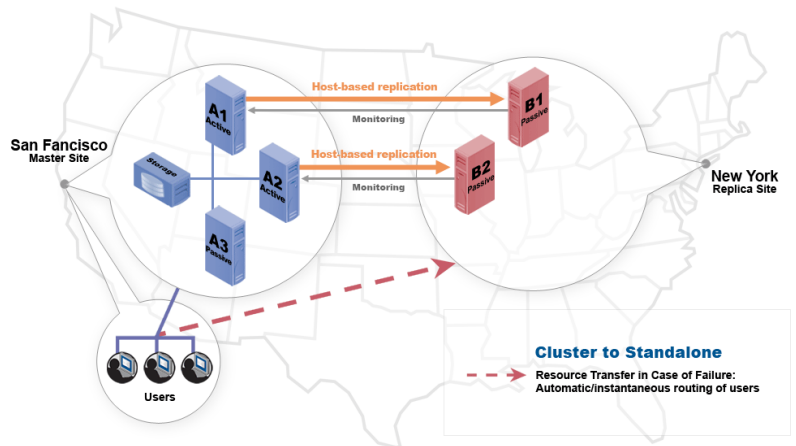 San Fancisco
Master Site
A1
Active
Storage
A2
Active
A3
Passive
Host-based replication
Monitoring
Host-based replication
Monitoring
B1
Passive
B2
Passive
New York
Replica Site
Users
Cluster to Standalone
Resource Transfer in Case of Failure:
Automatic/instantaneous routing of users